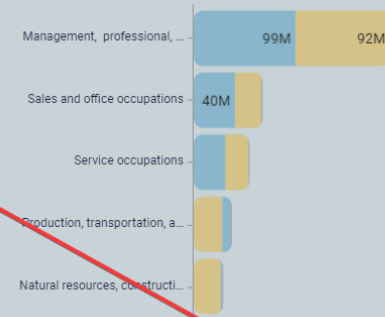 Management, professional, ...
99M
92M
Sales and office occupations
40M
Service occupations
Production, transportation, a...
Natural resources, constructi...